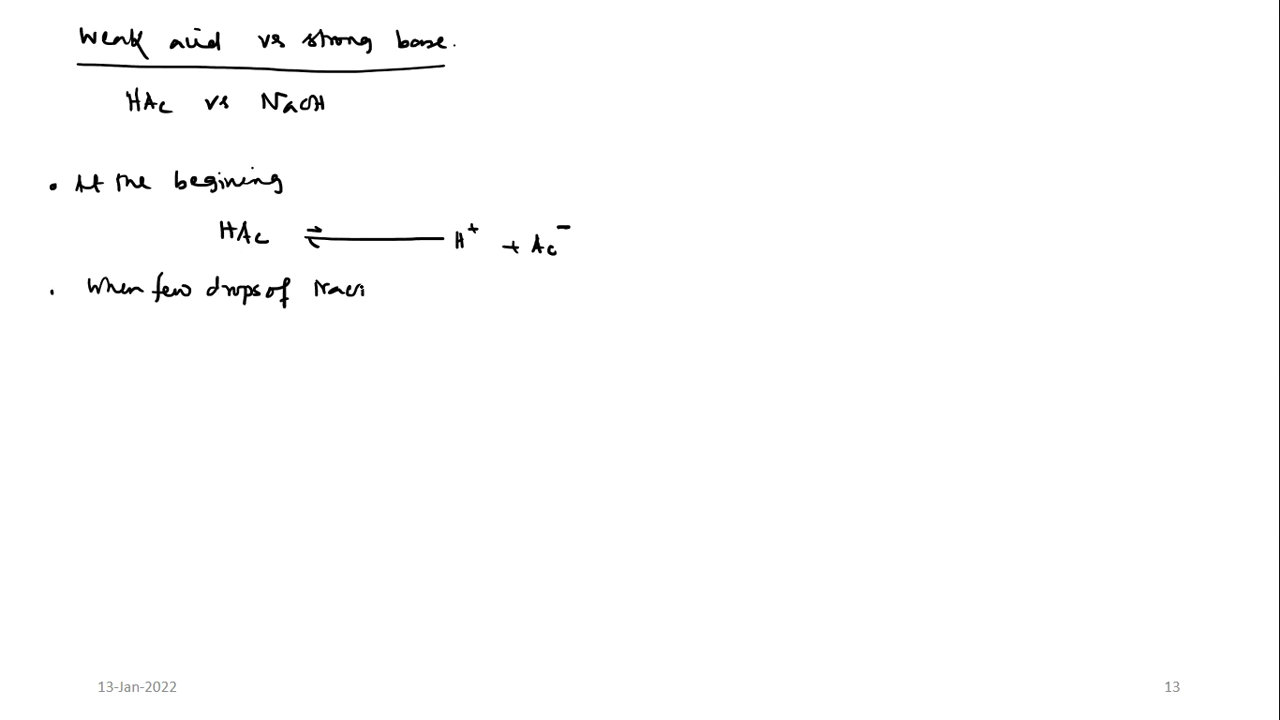 Weak acid vs strong base.
HAc vs NaOH
• At the begining
HAc ⇌ H⁺ + Ac⁻
• When few drops of
13-Jan-2022
13